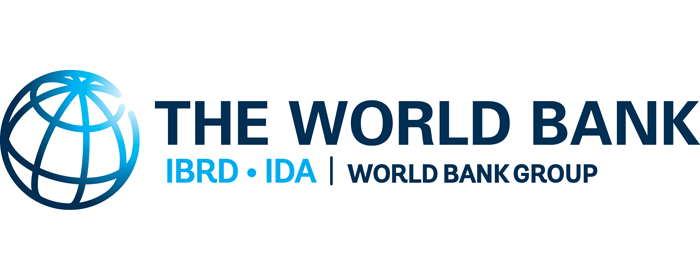 THE WORLD BANK
IBRD • IDA | WORLD BANK GROUP